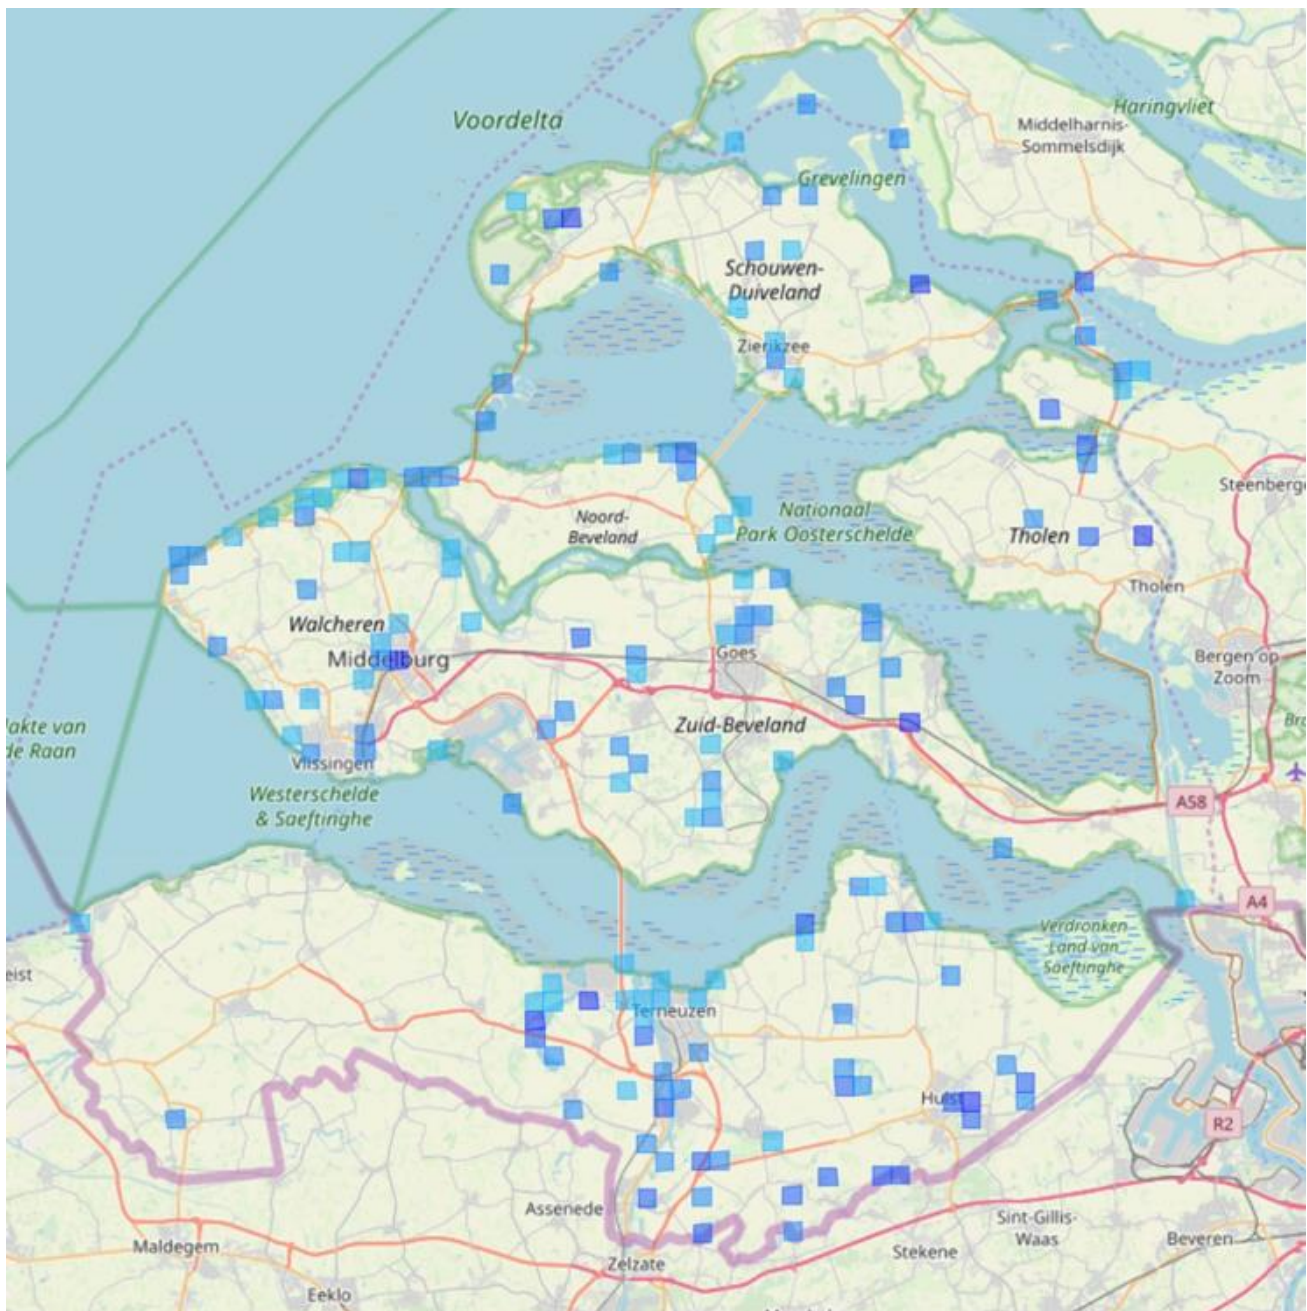 Voordelta
Haringvliet
Middelharnis-
Sommelsdijk
Grevelingen
Schouwen-
Duiveland
Zierikzee
Steenberge
Nationaal
Park Oosterschelde
Noord-
Beveland
Tholen
Tholen
Walcheren
Middelburg
Goes
Bergen op
Zoom
Zuid-Beveland
lakte van
de Raan
Vlissingen
Westerschelde
& Saeftinghe
A58
A4
Verdronken
Land van
Saeftinghe
eist
Terneuzen
Hulst
R2
Assenede
Sint-Gillis-
Waas
Maldegem
Stekene
Beveren
Zelzate
Eeklo